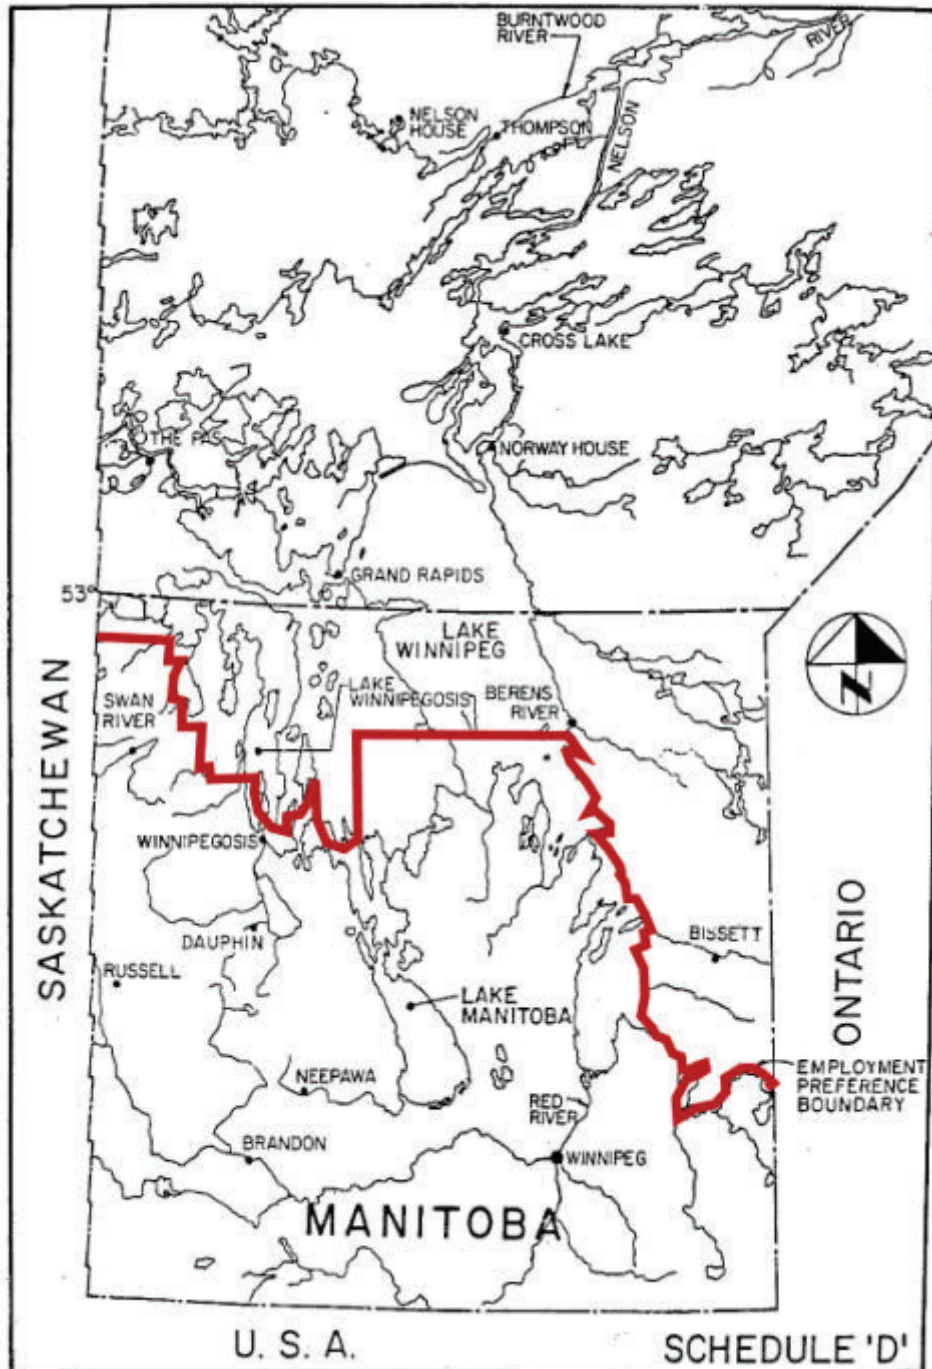 BURNTWOOD
RIVER
RIVER
NELSON
HOUSE
THOMPSON
NELSON
CROSS LAKE
THE PAS
NORWAY HOUSE
GRAND RAPIDS
53°
LAKE
WINNIPEG
LAKE
WINNIPEGOSIS
BERENS
RIVER
SWAN
RIVER
N
SASKATCHEWAN
WINNIPEGOSIS
DAUPHIN
BISSETT
RUSSELL
LAKE
MANITOBA
ONTARIO
NEEPAWA
RED
RIVER
EMPLOYMENT
PREFERENCE
BOUNDARY
BRANDON
WINNIPEG
MANITOBA
U. S. A.
SCHEDULE 'D'